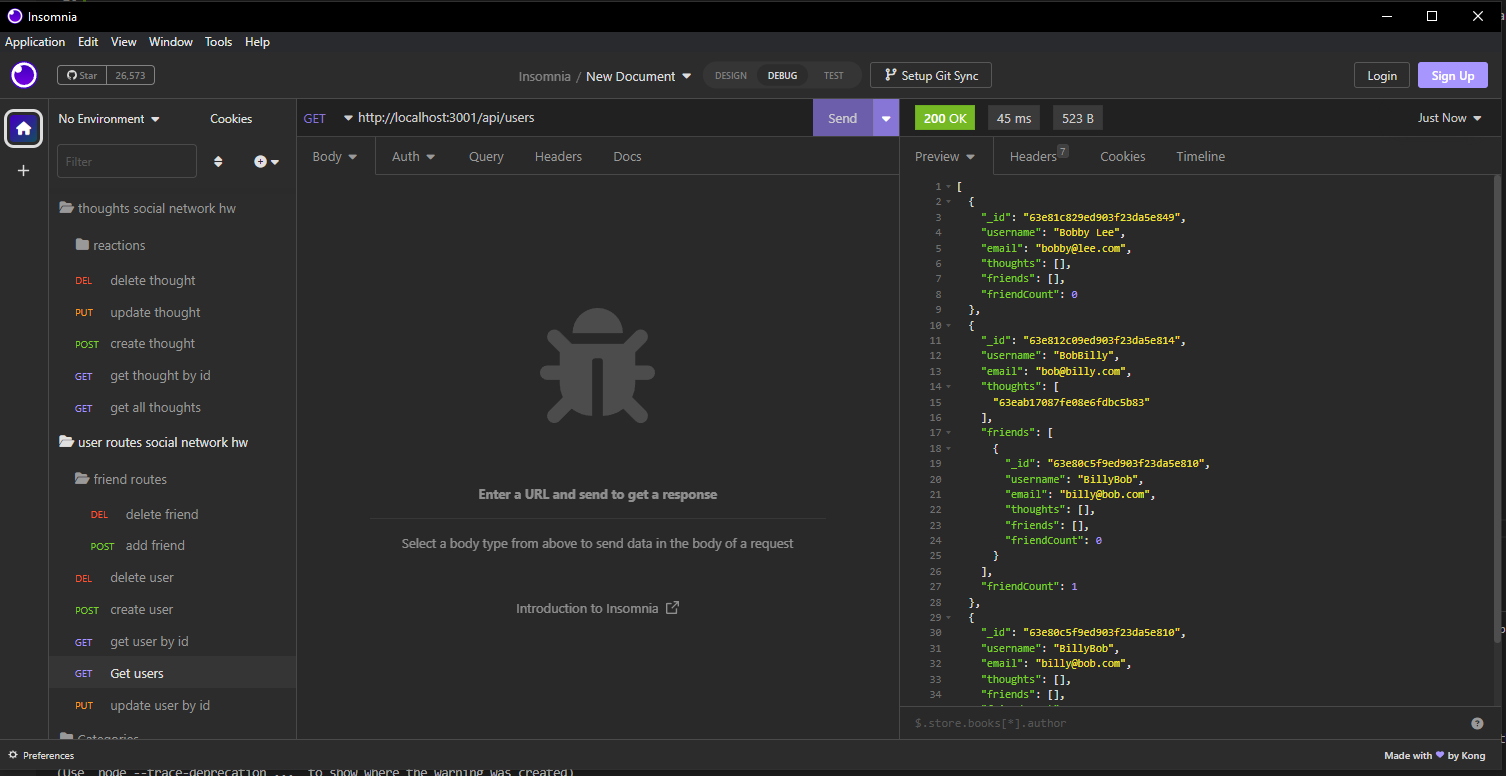 Insomnia
Application Edit View Window Tools Help
Star 26,573
Insomnia / New Document
DESIGN DEBUG TEST
Setup Git Sync
Login Sign Up
No Environment Cookies
Filter
thoughts social network hw
reactions
DEL delete thought
PUT update thought
POST create thought
GET get thought by id
GET get all thoughts
user routes social network hw
friend routes
DEL delete friend
POST add friend
DEL delete user
POST create user
GET get user by id
GET Get users
PUT update user by id
Categories
GET http://localhost:3001/api/users Send
Body Auth Query Headers Docs
Enter a URL and send to get a response
Select a body type from above to send data in the body of a request
Introduction to Insomnia
200 OK 45 ms 523 B Just Now
Preview Headers 7 Cookies Timeline
1 [
2 {
3 "_id": "63e81c829ed903f23da5e849",
4 "username": "Bobby Lee",
5 "email": "bobby@lee.com",
6 "thoughts": [],
7 "friends": [],
8 "friendCount": 0
9 },
10 {
11 "_id": "63e812c09ed903f23da5e814",
12 "username": "BobBilly",
13 "email": "bob@billy.com",
14 "thoughts": [
15 "63eab17087fe08e6fdbc5b83"
16 ],
17 "friends": [
18 {
19 "_id": "63e80c5f9ed903f23da5e810",
20 "username": "BillyBob",
21 "email": "billy@bob.com",
22 "thoughts": [],
23 "friends": [],
24 "friendCount": 0
25 }
26 ],
27 "friendCount": 1
28 },
29 {
30 "_id": "63e80c5f9ed903f23da5e810",
31 "username": "BillyBob",
32 "email": "billy@bob.com",
33 "thoughts": [],
34 "friends": [],
$.store.books[*].author
Preferences
Made with by Kong
(Use `node --trace-deprecation ...` to show where the warning was created)